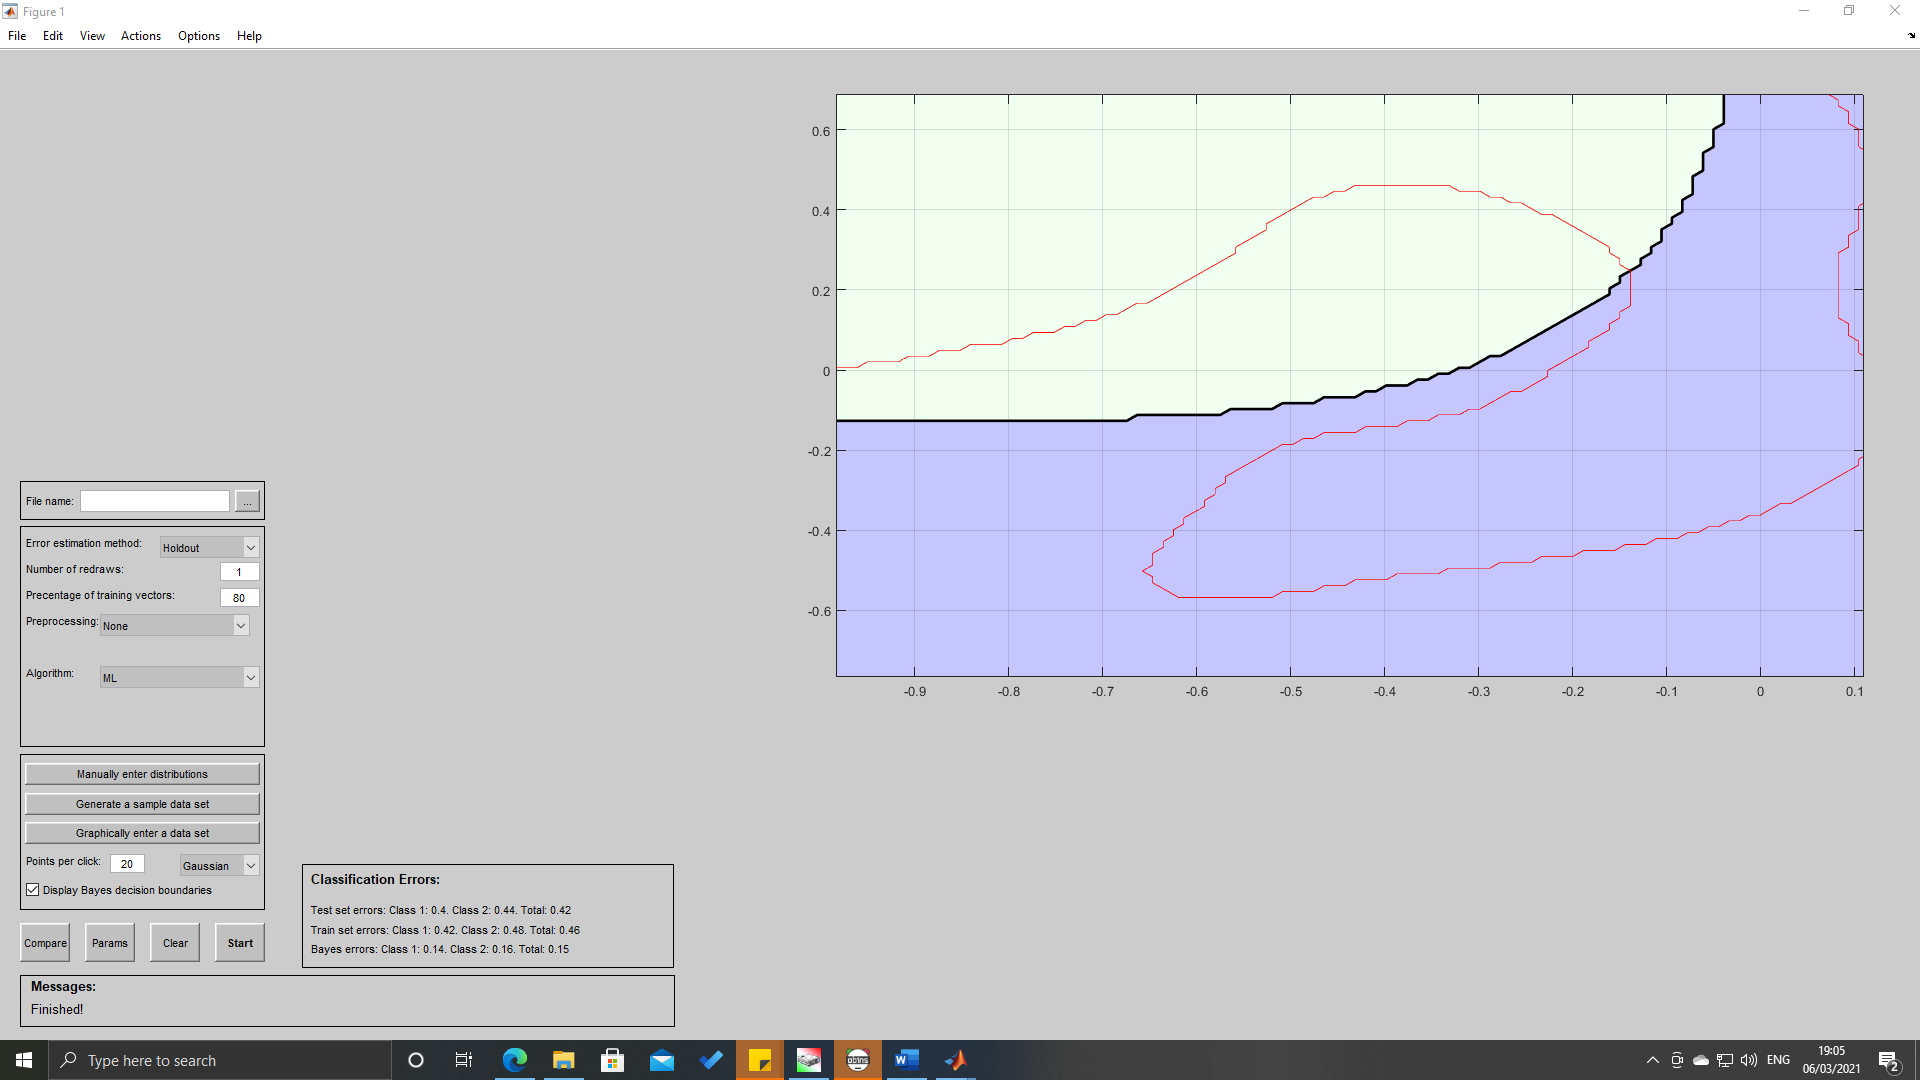 Figure 1
File Edit View Actions Options Help
0.6
0.4
0.2
0
-0.2
-0.4
-0.6
-0.9 -0.8 -0.7 -0.6 -0.5 -0.4 -0.3 -0.2 -0.1 0 0.1
File name: ...
Error estimation method: Holdout
Number of redraws: 1
Precentage of training vectors: 80
Preprocessing: None
Algorithm: ML
Manually enter distributions
Generate a sample data set
Graphically enter a data set
Points per click: 20 Gaussian
Display Bayes decision boundaries
Compare Params Clear Start
Classification Errors:
Test set errors: Class 1: 0.4. Class 2: 0.44. Total: 0.42
Train set errors: Class 1: 0.42. Class 2: 0.48. Total: 0.46
Bayes errors: Class 1: 0.14. Class 2: 0.16. Total: 0.15
Messages:
Finished!
Type here to search
ENG
19:05
06/03/2021
2